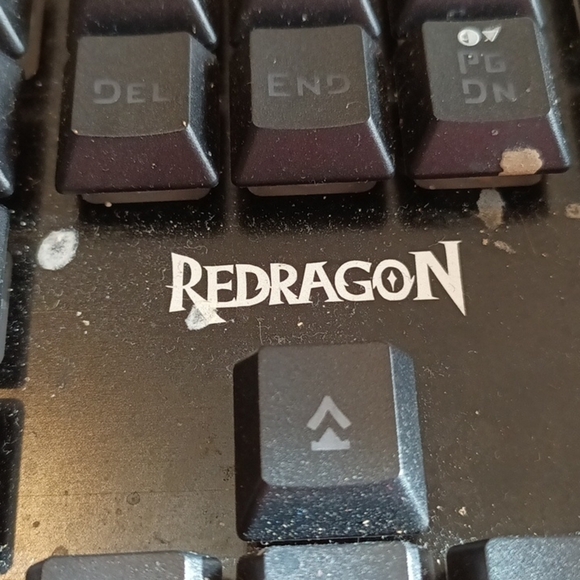 DEL END PG
DN
REDRAGON